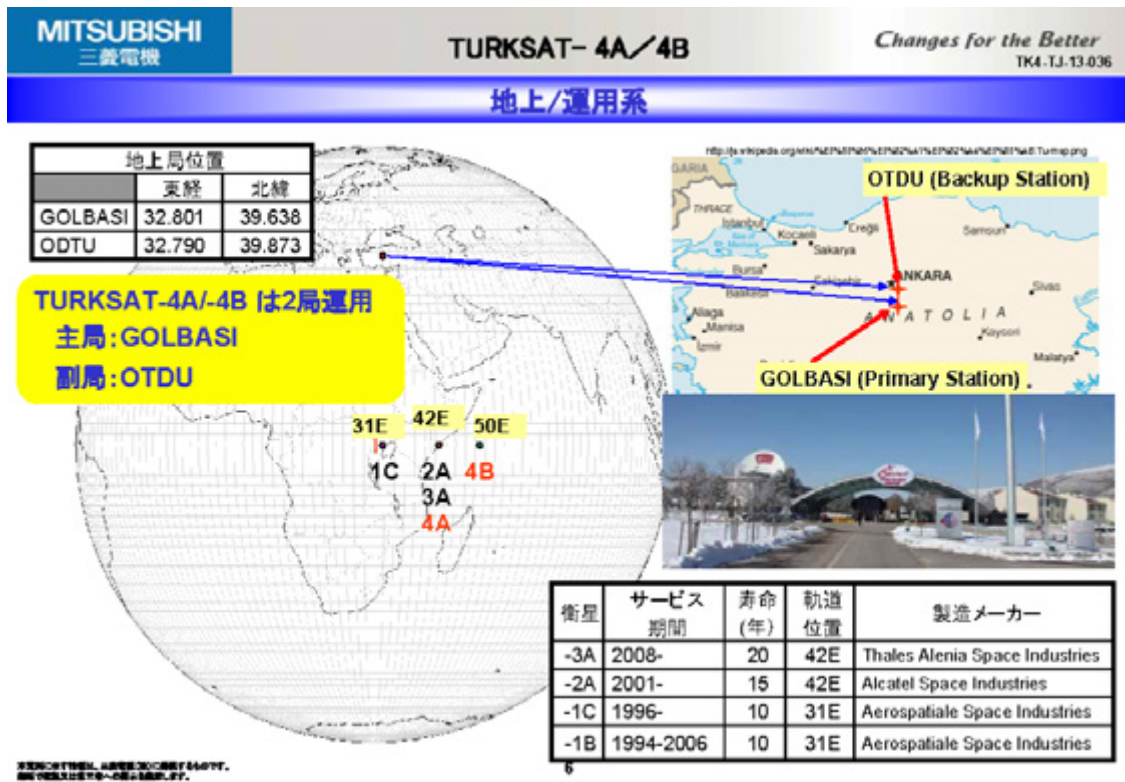 MITSUBISHI
三菱電機
TURKSAT- 4A／4B
Changes for the Better
TK4-TJ-13-036
地上/運用系
地上局位置
東経 北緯
GOLBASI 32.801 39.638
ODTU 32.790 39.873
TURKSAT-4A/-4B は2局運用
主局:GOLBASI
副局:OTDU
31E 42E 50E
1C 2A 4B
3A
4A
GARIA
OTDU (Backup Station)
THRACE
Istanbul
Kocaeli
Creğli
Samsun
Sakarya
Bursa
Eskişehir
ANKARA
Sivas
Balikesir
Aliaga
ANATOLIA
Manisa
Kaysori
Izmir
Malatya
GOLBASI (Primary Station)
衛星 サービス期間 寿命(年) 軌道位置 製造メーカー
-3A 2008- 20 42E Thales Alenia Space Industries
-2A 2001- 15 42E Alcatel Space Industries
-1C 1996- 10 31E Aerospatiale Space Industries
-1B 1994-2006 10 31E Aerospatiale Space Industries
6